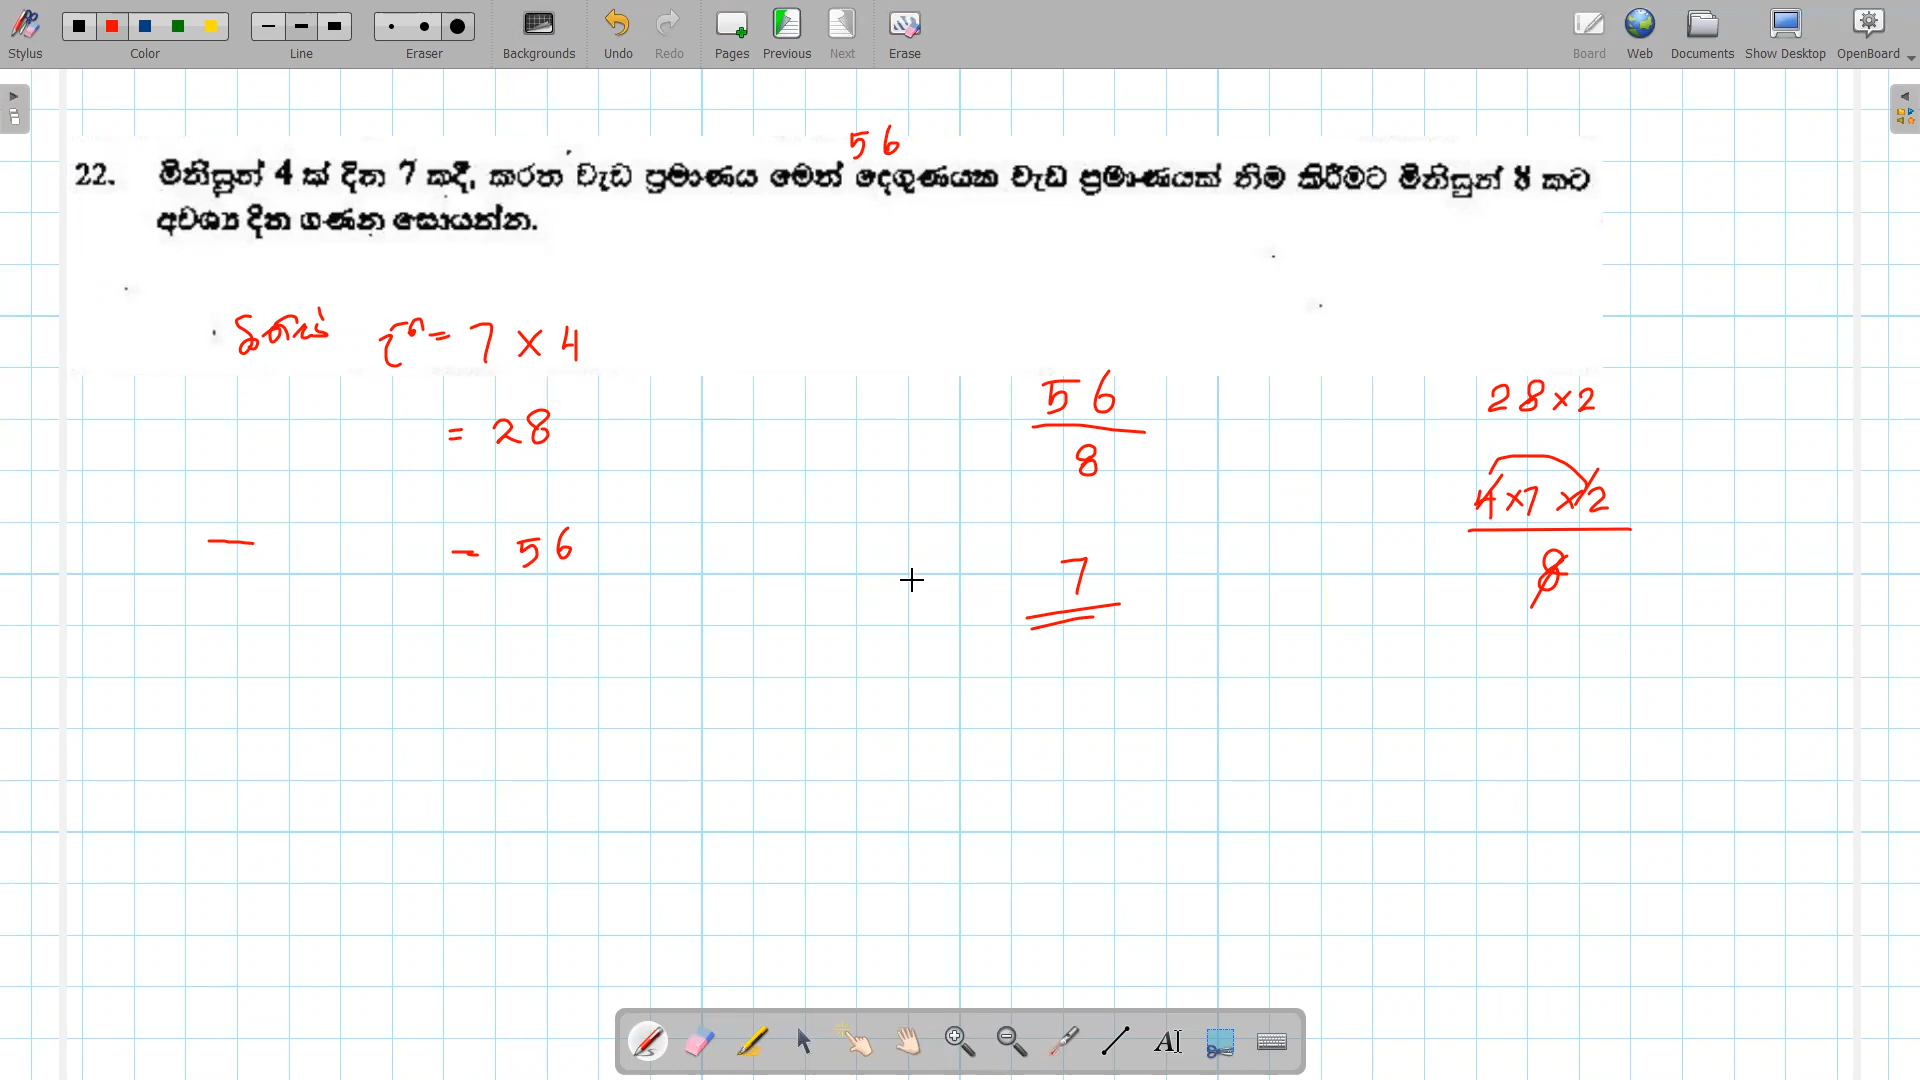 Stylus Color Line Eraser Backgrounds Undo Redo Pages Previous Next Erase Board Web Documents Show Desktop OpenBoard
56
22. මිනිසුන් 4 ක් දින 7 කදී, කරන වැඩ ප්‍රමාණය මෙන් දෙගුණයක වැඩ ප්‍රමාණයක් නිම කිරීමට මිනිසුන් 8 කට
අවශ්‍ය දින ගණන සොයන්න.
= 7 × 4
= 28
– – 56
56
8
7
28×2
4×7×2
8